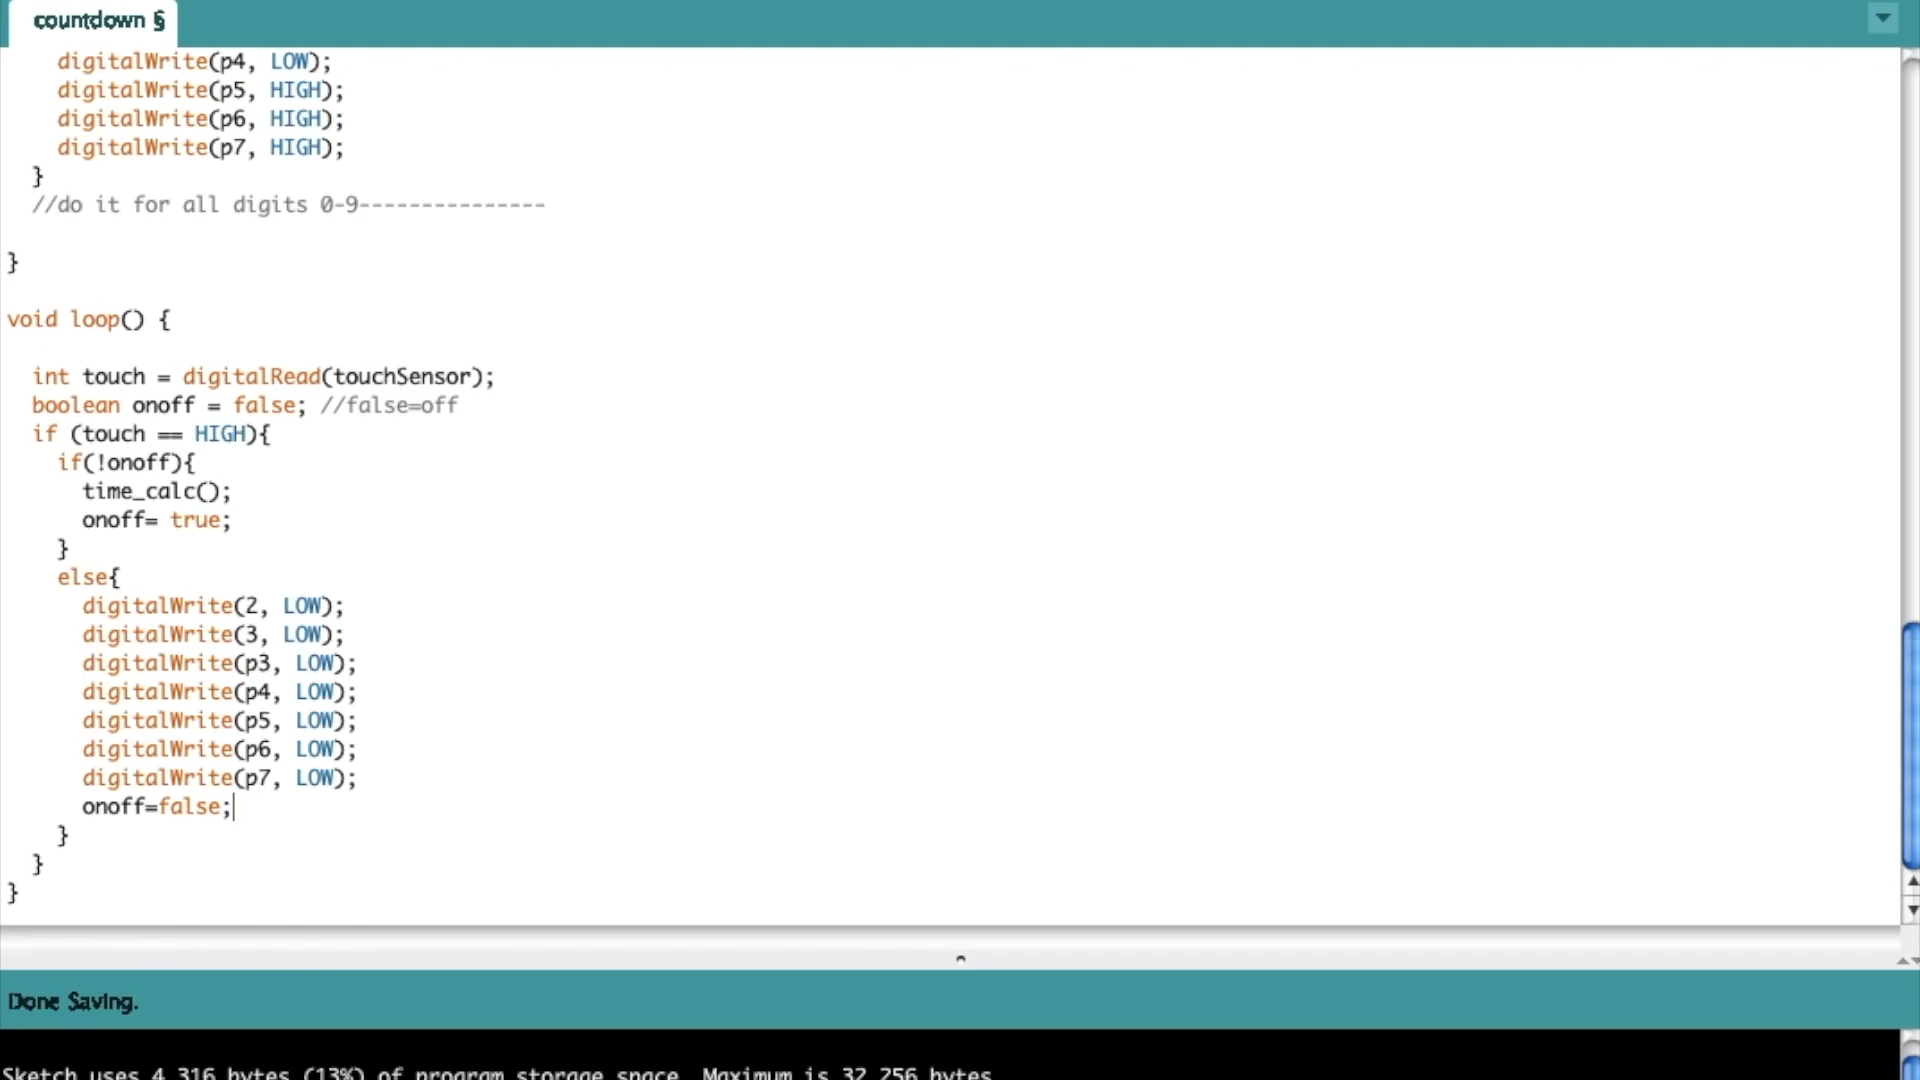 countdown §
digitalWrite(p4, LOW);
digitalWrite(p5, HIGH);
digitalWrite(p6, HIGH);
digitalWrite(p7, HIGH);
}
//do it for all digits 0-9---------------
}
void loop() {
int touch = digitalRead(touchSensor);
boolean onoff = false; //false=off
if (touch == HIGH){
if(!onoff){
time_calc();
onoff= true;
}
else{
digitalWrite(2, LOW);
digitalWrite(3, LOW);
digitalWrite(p3, LOW);
digitalWrite(p4, LOW);
digitalWrite(p5, LOW);
digitalWrite(p6, LOW);
digitalWrite(p7, LOW);
onoff=false;
}
}
}
Done Saving.
Sketch uses 4,316 bytes (13%) of program storage space. Maximum is 32,256 bytes